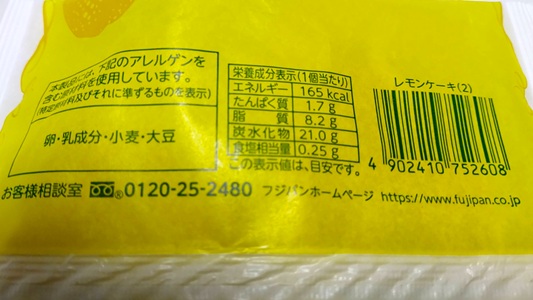 本製品には、下記のアレルゲンを
含む原材料を使用しています。
(特定原材料及びそれに準ずるものを表示)
卵・乳成分・小麦・大豆
栄養成分表示(1個当たり)
エネルギー 165 kcal
たんぱく質 1.7 g
脂質 8.2 g
炭水化物 21.0 g
食塩相当量 0.25 g
この表示値は、目安です。
レモンケーキ(2)
4 902410 752608
お客様相談室 ®0120-25-2480 フジパンホームページ https://www.fujipan.co.jp